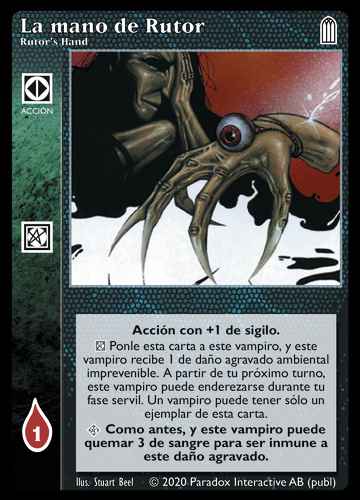 La mano de Rutor
Rutor's Hand
ACCIÓN
Acción con +1 de sigilo.
Ponle esta carta a este vampiro, y este
vampiro recibe 1 de daño agravado ambiental
imprevenible. A partir de tu próximo turno,
este vampiro puede enderezarse durante tu
fase servil. Un vampiro puede tener sólo un
ejemplar de esta carta.
Como antes, y este vampiro puede
quemar 3 de sangre para ser inmune a
este daño agravado.
1
Ilus. Stuart Beel © 2020 Paradox Interactive AB (publ)